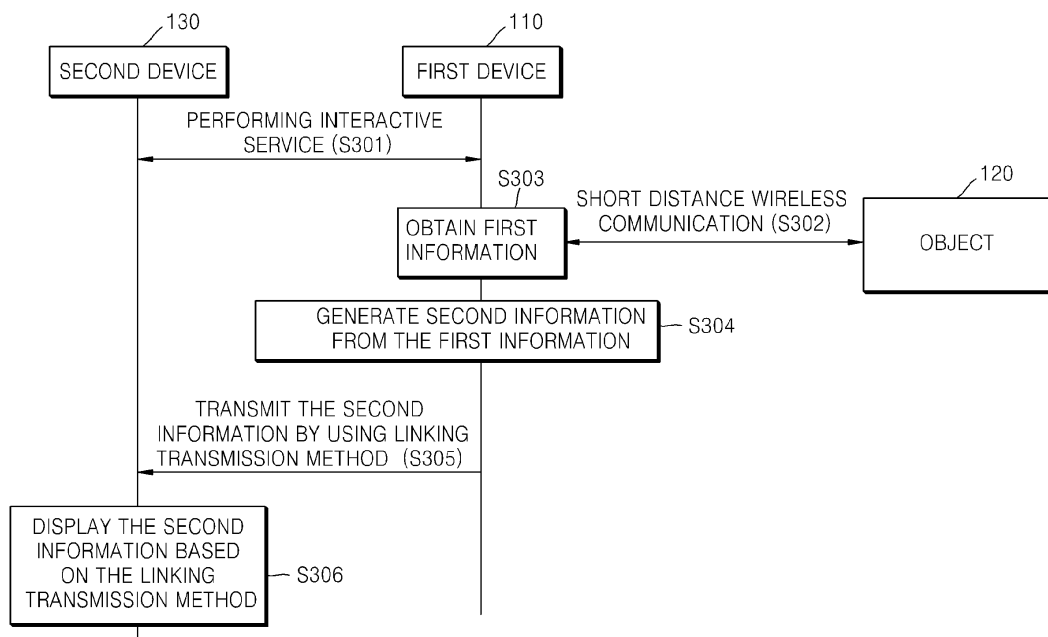 130
110
SECOND DEVICE
FIRST DEVICE
PERFORMING INTERACTIVE
SERVICE (S301)
S303
120
OBTAIN FIRST
INFORMATION
SHORT DISTANCE WIRELESS
COMMUNICATION (S302)
OBJECT
GENERATE SECOND INFORMATION
FROM THE FIRST INFORMATION
S304
TRANSMIT THE SECOND
INFORMATION BY USING LINKING
TRANSMISSION METHOD (S305)
DISPLAY THE SECOND
INFORMATION BASED
ON THE LINKING
TRANSMISSION METHOD
S306